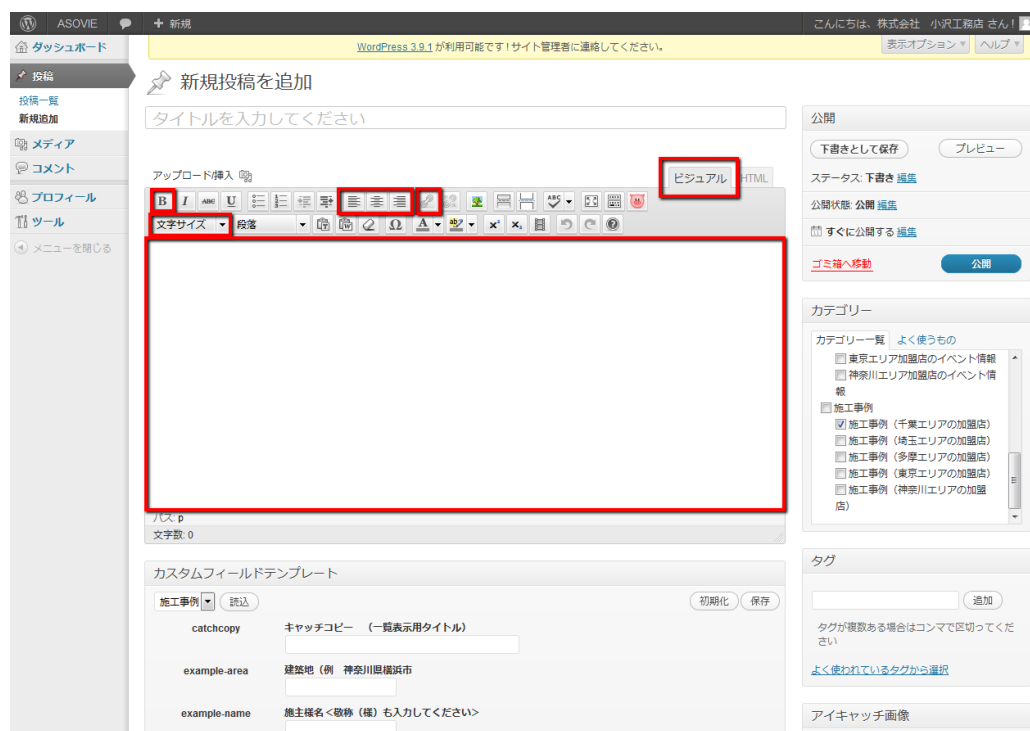 ASOVIE
新規
こんにちは、株式会社 小沢工務店 さん!
ダッシュボード
WordPress 3.9.1 が利用可能です ! サイト管理者に連絡してください。
表示オプション
ヘルプ
投稿
投稿一覧
新規追加
メディア
コメント
プロフィール
ツール
メニューを閉じる
新規投稿を追加
タイトルを入力してください
アップロード/挿入
ビジュアル
HTML
B I ABC U
ABC
文字サイズ
段落
Ω A ab
x² x₂
パス: p
文字数: 0
カスタムフィールドテンプレート
施工事例
読込
初期化
保存
catchcopy
キャッチコピー (一覧表示用タイトル)
example-area
建築地(例 神奈川県横浜市
example-name
施主様名<敬称(様)も入力してください>
公開
下書きとして保存
プレビュー
ステータス: 下書き 編集
公開状態: 公開 編集
すぐに公開する 編集
ゴミ箱へ移動
公開
カテゴリー
カテゴリー一覧
よく使うもの
東京エリア加盟店のイベント情報
神奈川エリア加盟店のイベント情
報
施工事例
施工事例(千葉エリアの加盟店)
施工事例(埼玉エリアの加盟店)
施工事例(多摩エリアの加盟店)
施工事例(東京エリアの加盟店)
施工事例(神奈川エリアの加盟
店)
タグ
追加
タグが複数ある場合はコンマで区切ってくだ
さい
よく使われているタグから選択
アイキャッチ画像